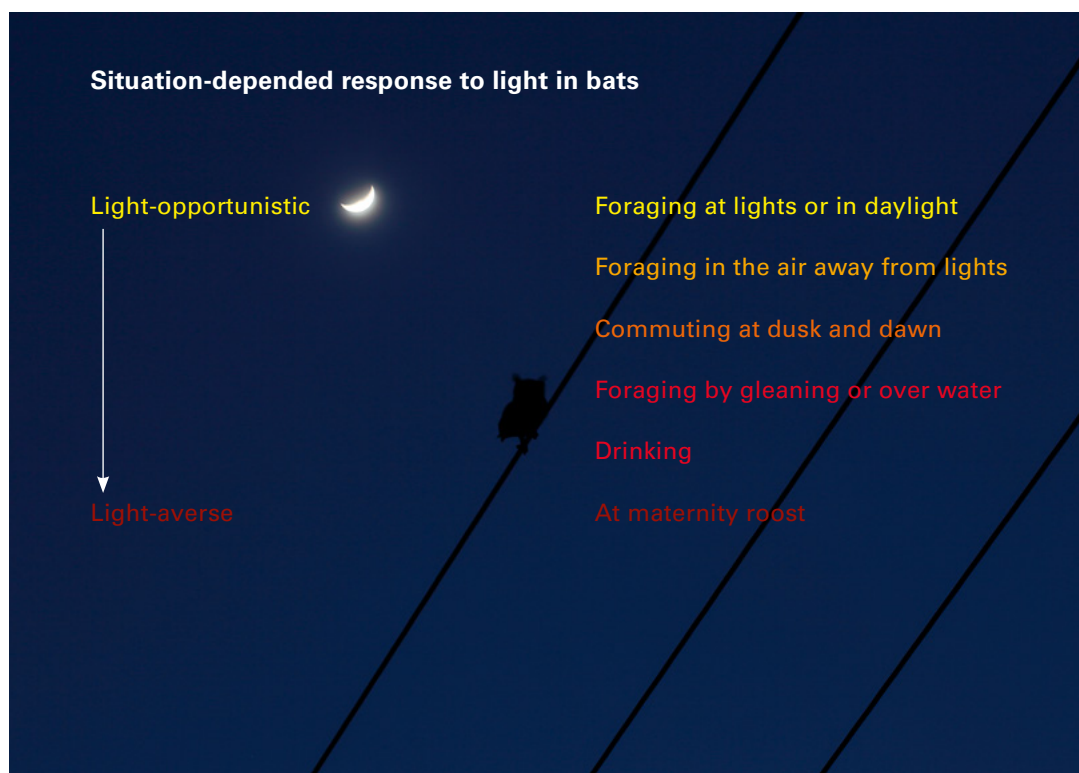 Situation-depended response to light in bats
Light-opportunistic
Foraging at lights or in daylight
Foraging in the air away from lights
Commuting at dusk and dawn
Foraging by gleaning or over water
Drinking
Light-averse
At maternity roost